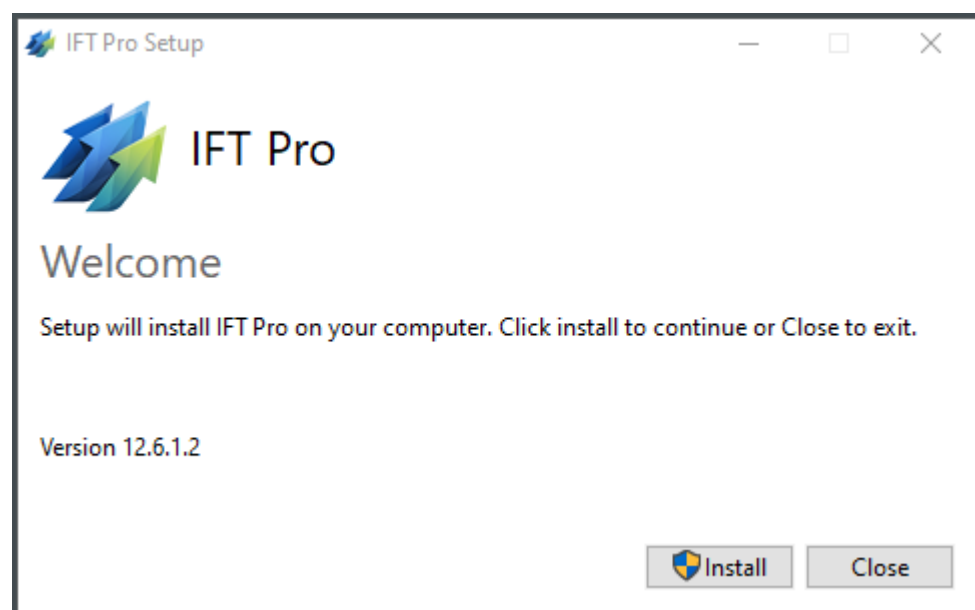 IFT Pro Setup
IFT Pro
Welcome
Setup will install IFT Pro on your computer. Click install to continue or Close to exit.
Version 12.6.1.2
Install
Close